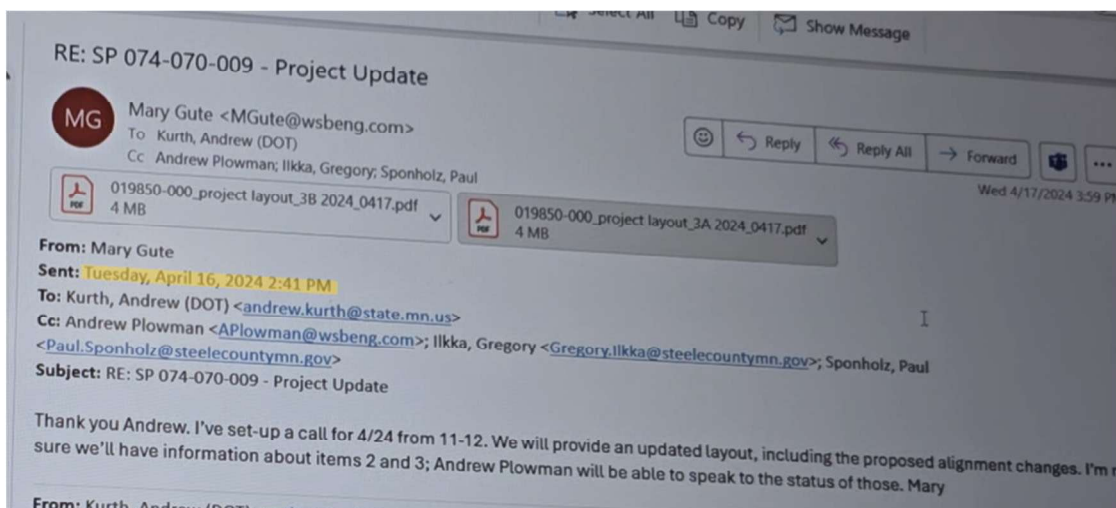 Select All Copy Show Message
RE: SP 074-070-009 - Project Update
MG
Mary Gute <MGute@wsbeng.com>
To Kurth, Andrew (DOT)
Cc Andrew Plowman; Ilkka, Gregory; Sponholz, Paul
Reply Reply All Forward
Wed 4/17/2024 3:59 PM
019850-000_project layout_3B 2024_0417.pdf
4 MB
019850-000_project layout_3A 2024_0417.pdf
4 MB
From: Mary Gute
Sent: Tuesday, April 16, 2024 2:41 PM
To: Kurth, Andrew (DOT) <andrew.kurth@state.mn.us>
Cc: Andrew Plowman <APlowman@wsbeng.com>; Ilkka, Gregory <Gregory.Ilkka@steelecountymn.gov>; Sponholz, Paul
<Paul.Sponholz@steelecountymn.gov>
Subject: RE: SP 074-070-009 - Project Update
Thank you Andrew. I've set-up a call for 4/24 from 11-12. We will provide an updated layout, including the proposed alignment changes. I'm
sure we'll have information about items 2 and 3; Andrew Plowman will be able to speak to the status of those. Mary
From: Kurth, Andrew (DOT)